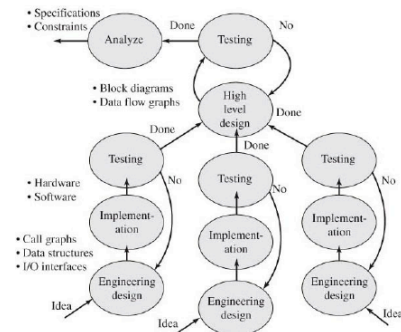 • Specifications
• Constraints
Analyze
Done
Testing
No
• Block diagrams
• Data flow graphs
High
level
design
Done
Done
Done
Testing
No
Testing
No
Testing
No
• Hardware
• Software
Implement-
ation
Implement-
ation
Implement-
ation
• Call graphs
• Data structures
• I/O interfaces
Engineering
design
Engineering
design
Engineering
design
Idea
Idea
Idea